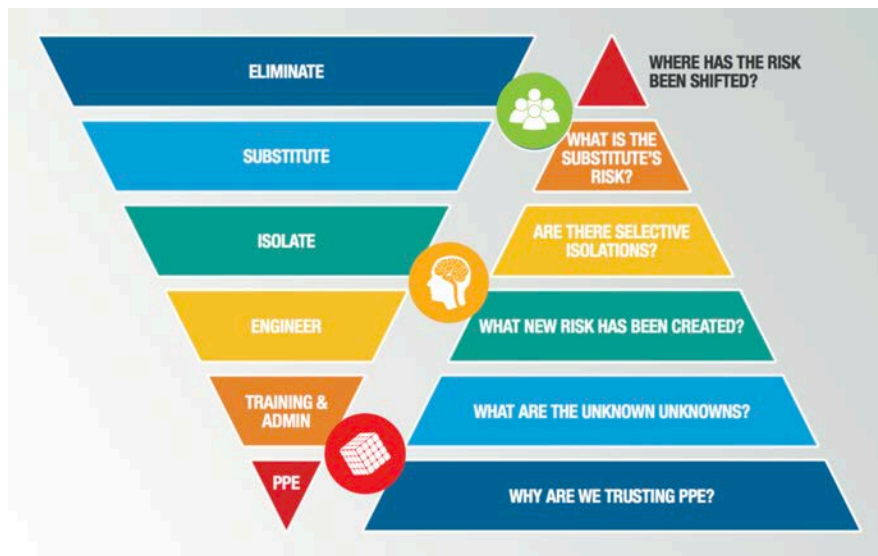 ELIMINATE
WHERE HAS THE RISK
BEEN SHIFTED?
SUBSTITUTE
WHAT IS THE
SUBSTITUTE'S
RISK?
ISOLATE
ARE THERE SELECTIVE
ISOLATIONS?
ENGINEER
WHAT NEW RISK HAS BEEN CREATED?
TRAINING &
ADMIN
WHAT ARE THE UNKNOWN UNKNOWNS?
PPE
WHY ARE WE TRUSTING PPE?